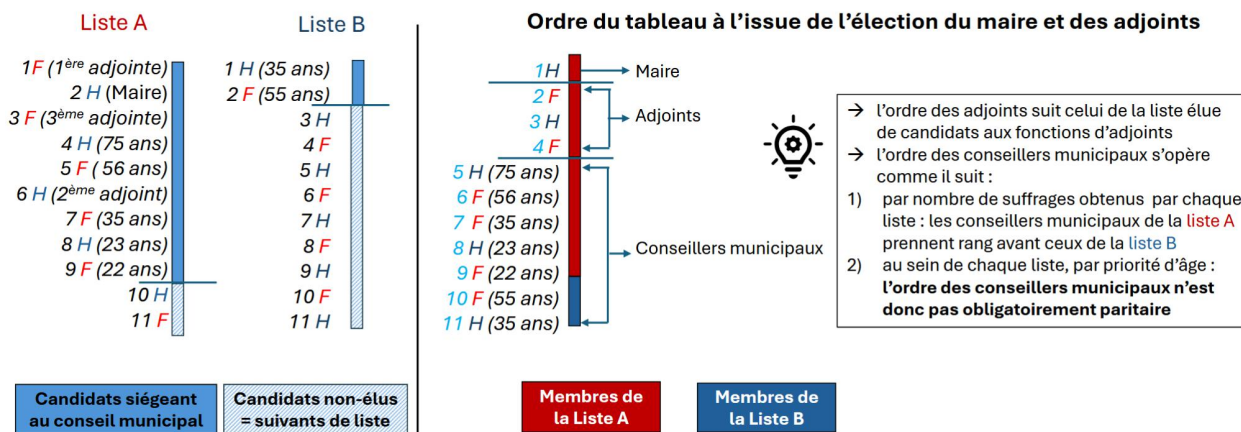 Liste A
1F (1ère adjointe)
2 H (Maire)
3 F (3ème adjointe)
4 H (75 ans)
5 F ( 56 ans)
6 H (2ème adjoint)
7 F (35 ans)
8 H (23 ans)
9 F (22 ans)
10 H
11 F
Liste B
1 H (35 ans)
2 F (55 ans)
3 H
4 F
5 H
6 F
7 H
8 F
9 H
10 F
11 H
Candidats siégeant
au conseil municipal
Candidats non-élus
= suivants de liste
Ordre du tableau à l’issue de l’élection du maire et des adjoints
1H
2 F
3 H
4 F
5 H (75 ans)
6 F (56 ans)
7 F (35 ans)
8 H (23 ans)
9 F (22 ans)
10 F (55 ans)
11 H (35 ans)
Maire
Adjoints
Conseillers municipaux
→ l’ordre des adjoints suit celui de la liste élue
de candidats aux fonctions d’adjoints
→ l’ordre des conseillers municipaux s’opère
comme il suit :
1) par nombre de suffrages obtenus par chaque
liste : les conseillers municipaux de la liste A
prennent rang avant ceux de la liste B
2) au sein de chaque liste, par priorité d’âge :
l’ordre des conseillers municipaux n’est
donc pas obligatoirement paritaire
Membres de
la Liste A
Membres de
la Liste B